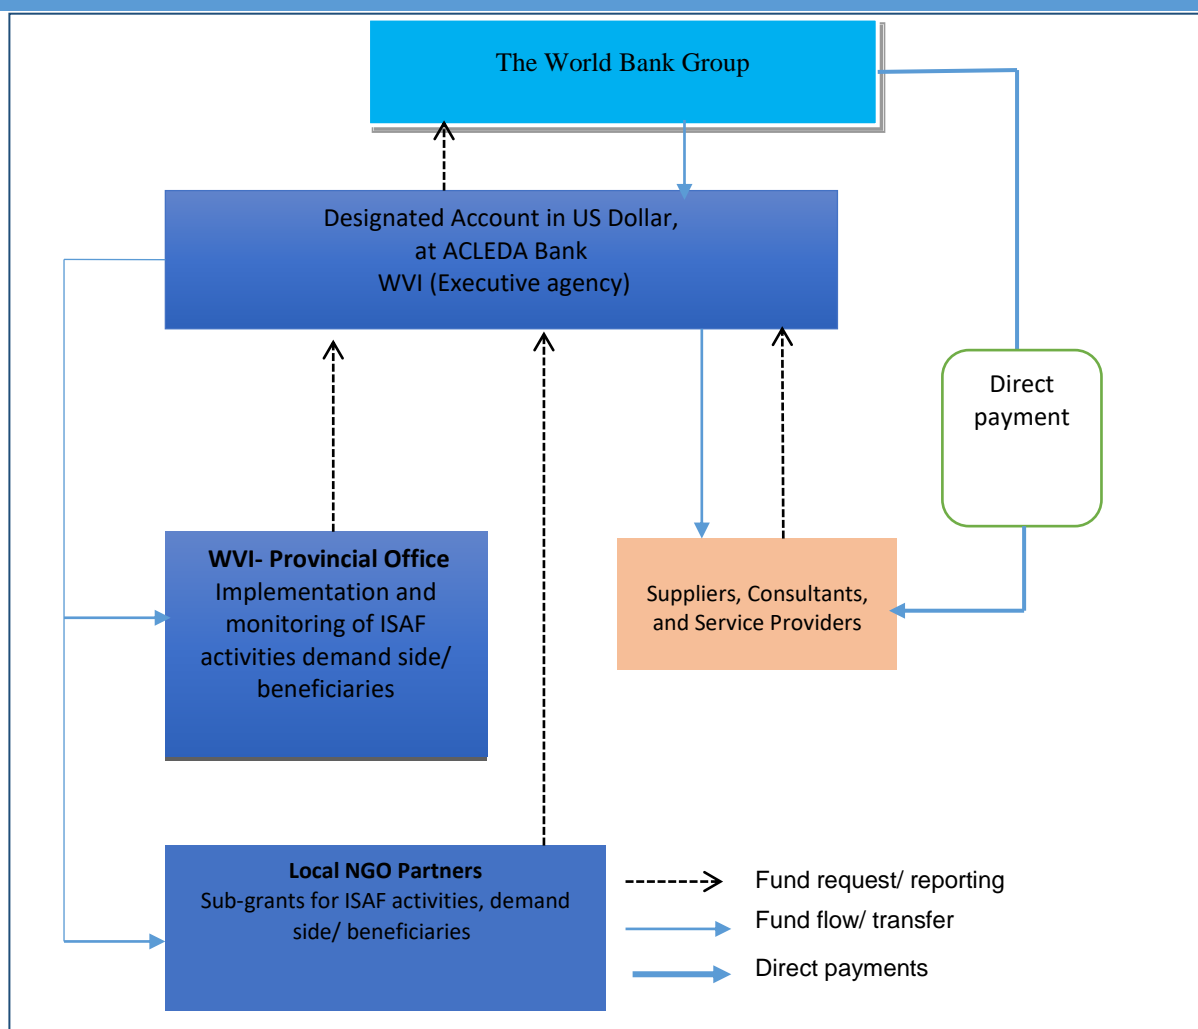 The World Bank Group
Designated Account in US Dollar,
at ACLEDA Bank
WVI (Executive agency)
Direct
payment
WVI- Provincial Office
Implementation and
monitoring of ISAF
activities demand side/
beneficiaries
Suppliers, Consultants,
and Service Providers
Local NGO Partners
Sub-grants for ISAF activities, demand
side/ beneficiaries
Fund request/ reporting
Fund flow/ transfer
Direct payments